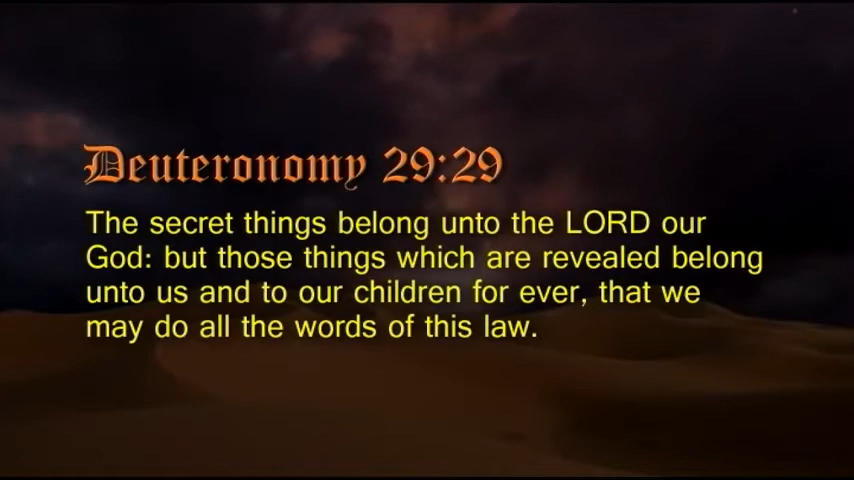 Deuteronomy 29:29
The secret things belong unto the LORD our
God: but those things which are revealed belong
unto us and to our children for ever, that we
may do all the words of this law.